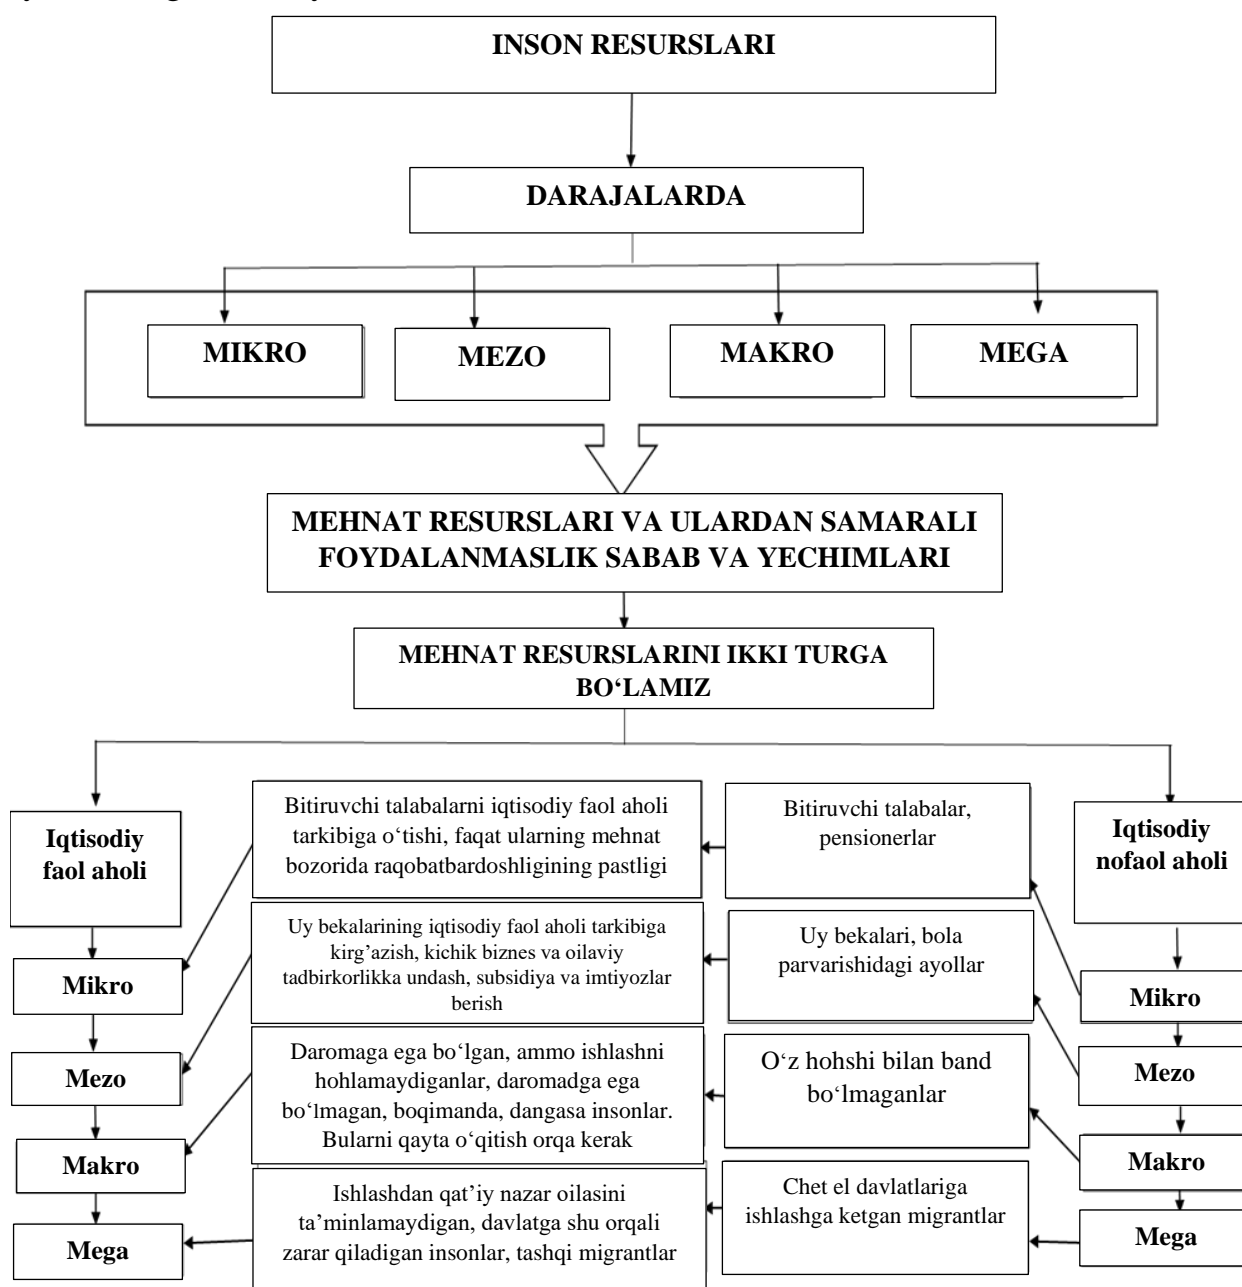 INSON RESURSLARI
DARAJALARDA
MIKRO
MEZO
MAKRO
MEGA
MEHNAT RESURSLARI VA ULARDAN SAMARALI
FOYDALANMASLIK SABAB VA YECHIMLARI
MEHNAT RESURSLARINI IKKI TURGA
BO‘LAMIZ
Iqtisodiy
faol aholi
Mikro
Mezo
Makro
Mega
Bitiruvchi talabalarni iqtisodiy faol aholi
tarkibiga o‘tishi, faqat ularning mehnat
bozorida raqobatbardoshligining pastligi
Uy bekalarining iqtisodiy faol aholi tarkibiga
kirg’azish, kichik biznes va oilaviy
tadbirkorlikka undash, subsidiya va imtiyozlar
berish
Daromaga ega bo‘lgan, ammo ishlashni
hohlamaydiganlar, daromadga ega
bo‘lmagan, boqimanda, dangasa insonlar.
Bularni qayta o‘qitish orqa kerak
Ishlashdan qat’iy nazar oilasini
ta’minlamaydigan, davlatga shu orqali
zarar qiladigan insonlar, tashqi migrantlar
Bitiruvchi talabalar,
pensionerlar
Uy bekalari, bola
parvarishidagi ayollar
O‘z hohshi bilan band
bo‘lmaganlar
Chet el davlatlariga
ishlashga ketgan migrantlar
Iqtisodiy
nofaol aholi
Mikro
Mezo
Makro
Mega